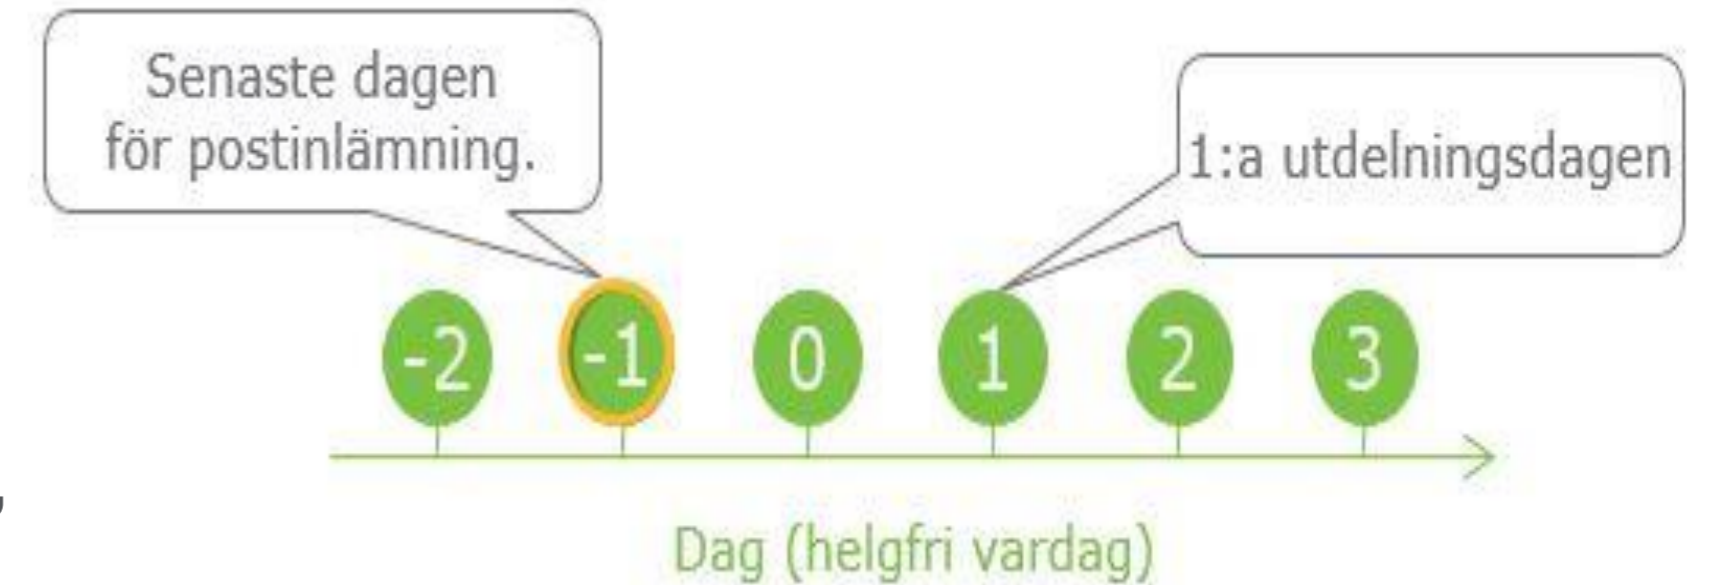 Senaste dagen
för postinlämning.
1:a utdelningsdagen
-2 -1 0 1 2 3
,
Dag (helgfri vardag)